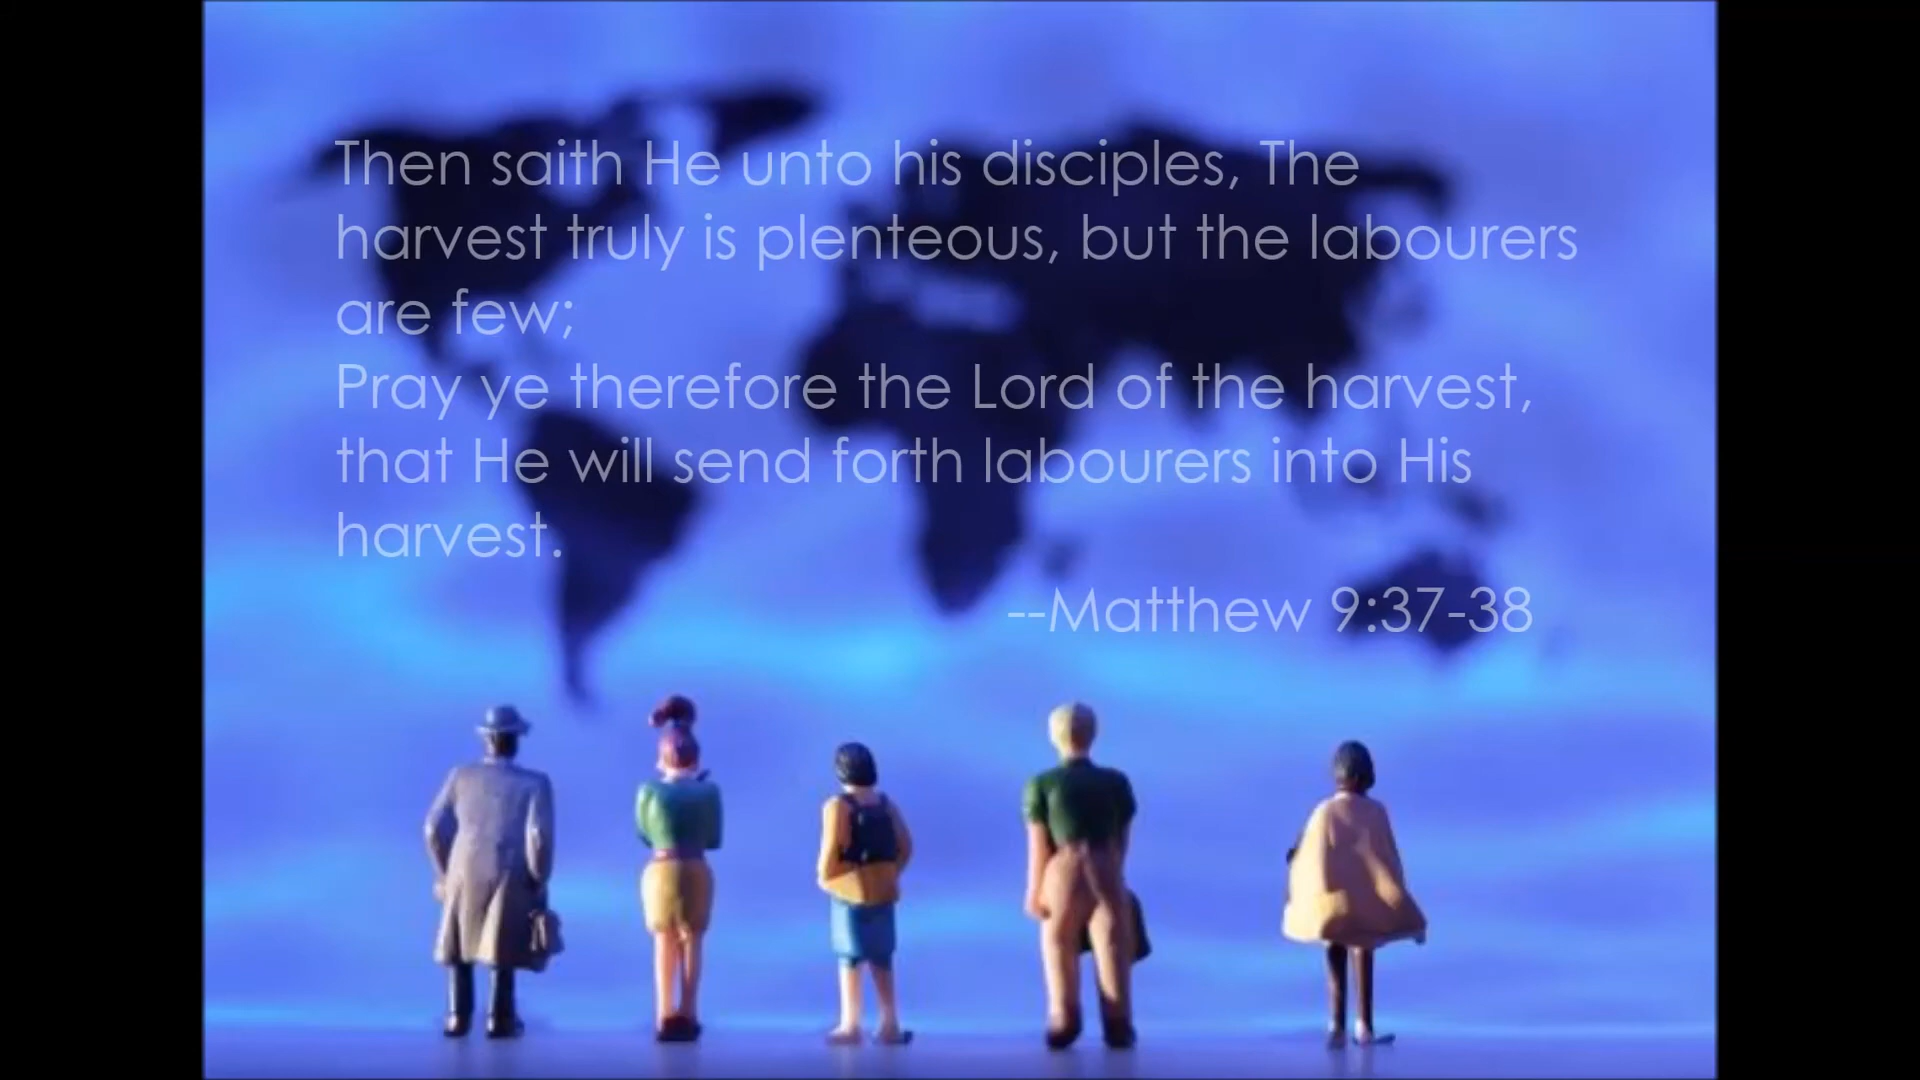 Then saith He unto his disciples, The
harvest truly is plenteous, but the labourers
are few;
Pray ye therefore the Lord of the harvest,
that He will send forth labourers into His
harvest.
--Matthew 9:37-38